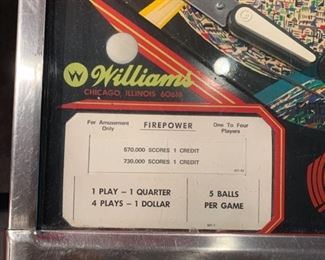 W Williams
CHICAGO, ILLINOIS 60618
For Amusement Only
FIREPOWER
One To Four Players
570,000 SCORES 1 CREDIT
730,000 SCORES 1 CREDIT
1 PLAY – 1 QUARTER
4 PLAYS – 1 DOLLAR
5 BALLS
PER GAME